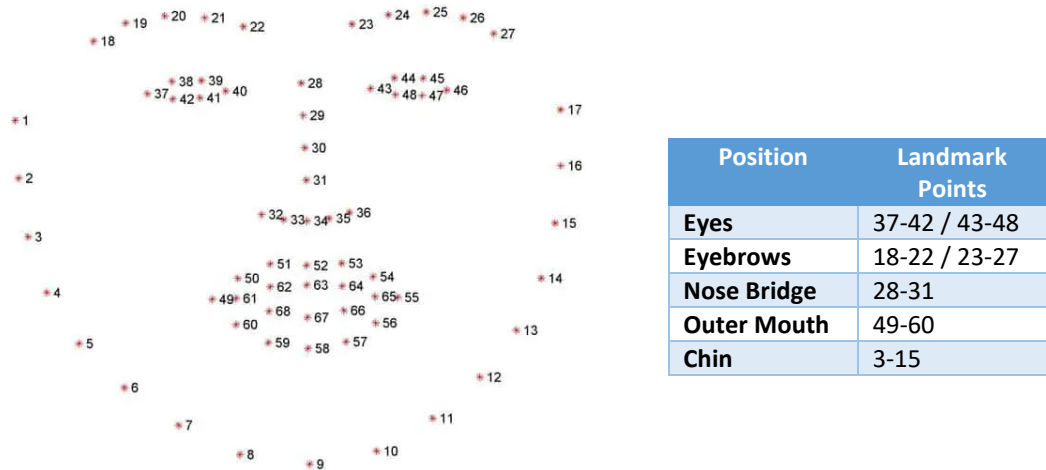 20 21 24 25 26
19 22 23 27
18
38 39 28 44 45
37 42 41 40 43 48 47 46
1 29 17
30
2 31 16
32 33 34 35 36
3 15
51 52 53
50 62 63 64 54 14
4 49 61 65 55
68 67 66
60 56 13
5 59 58 57
6 12
7 11
8 9 10
Position Landmark
Points
Eyes 37-42 / 43-48
Eyebrows 18-22 / 23-27
Nose Bridge 28-31
Outer Mouth 49-60
Chin 3-15